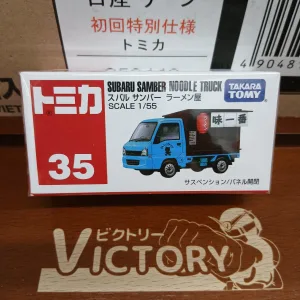 初回特別仕様
トミカ
トミカ
SUBARU SAMBER NOODLE TRUCK
スバル サンバー ラーメン屋
SCALE 1/55
TAKARA TOMY
味一番
35
サスペンション/パネル開閉
ビクトリー
VICTORY